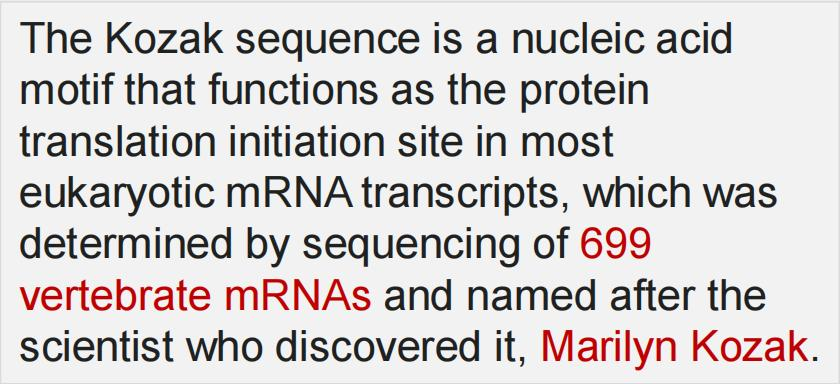 The Kozak sequence is a nucleic acid
motif that functions as the protein
translation initiation site in most
eukaryotic mRNA transcripts, which was
determined by sequencing of 699
vertebrate mRNAs and named after the
scientist who discovered it, Marilyn Kozak.